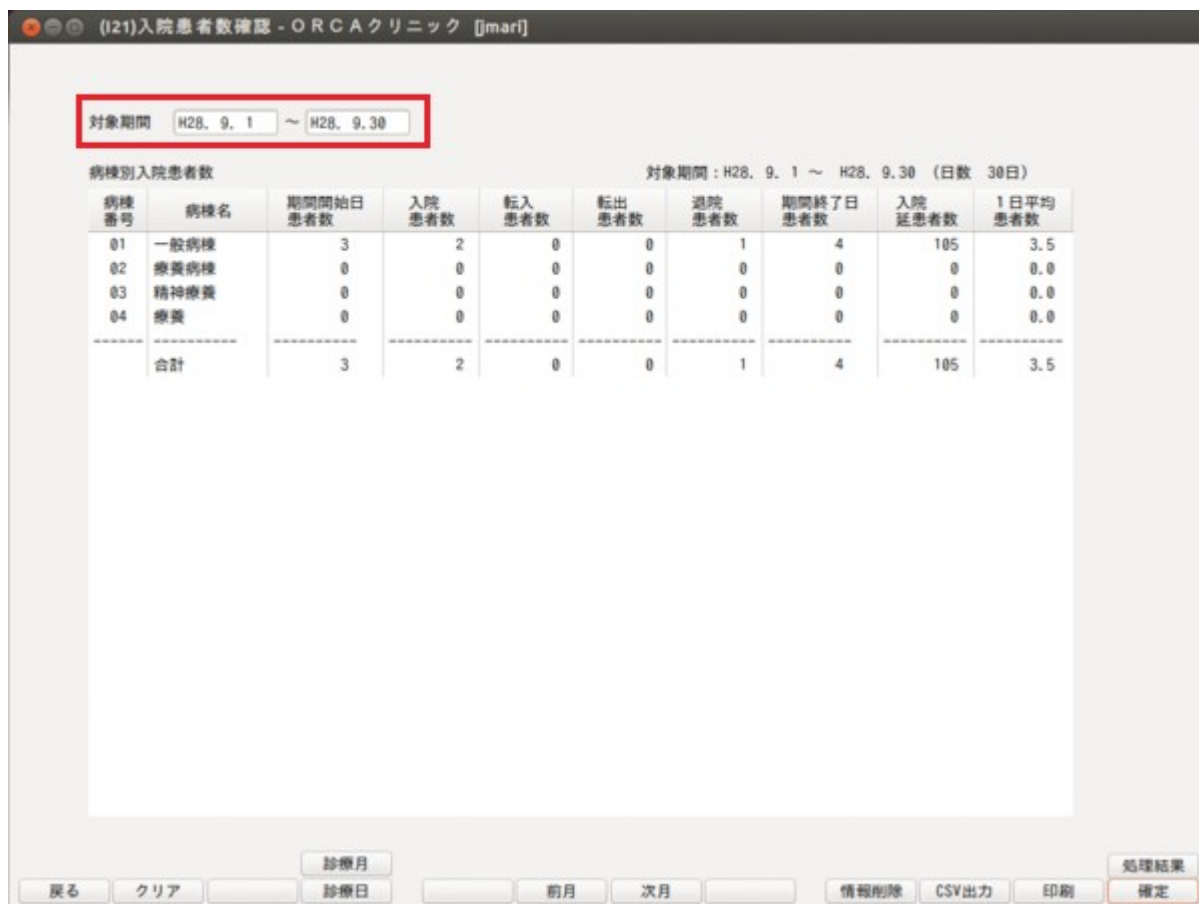 (I21)入院患者数確認 - ＯＲＣＡクリニック [jmari]
対象期間 H28. 9. 1 ～ H28. 9.30
病棟別入院患者数 対象期間：H28. 9. 1 ～ H28. 9.30 （日数 30日）
病棟番号 病棟名 期間開始日患者数 入院患者数 転入患者数 転出患者数 退院患者数 期間終了日患者数 入院延患者数 1日平均患者数
01 一般病棟 3 2 0 0 1 4 105 3.5
02 療養病棟 0 0 0 0 0 0 0 0.0
03 精神療養 0 0 0 0 0 0 0 0.0
04 療養 0 0 0 0 0 0 0 0.0
------ ---------- ---------- ---------- ---------- ---------- ---------- ---------- ---------- ----------
合計 3 2 0 0 1 4 105 3.5
診療月 処理結果
戻る クリア 診療日 前月 次月 情報削除 CSV出力 印刷 確定